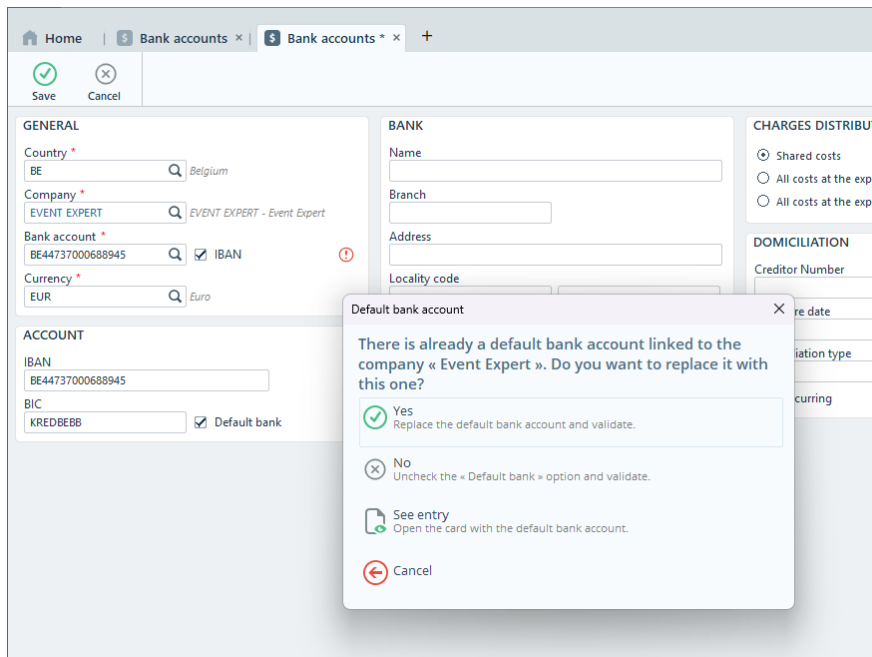 Home
Bank accounts
Bank accounts *
Save
Cancel
GENERAL
Country *
BE
Belgium
Company *
EVENT EXPERT
EVENT EXPERT - Event Expert
Bank account *
BE44737000688945
IBAN
Currency *
EUR
Euro
ACCOUNT
IBAN
BE44737000688945
BIC
KREDBEBB
Default bank
BANK
Name
Branch
Address
Locality code
CHARGES DISTRIBU
Shared costs
All costs at the exp
All costs at the exp
DOMICILIATION
Creditor Number
re date
iation type
curring
Default bank account
There is already a default bank account linked to the
company « Event Expert ». Do you want to replace it with
this one?
Yes
Replace the default bank account and validate.
No
Uncheck the « Default bank » option and validate.
See entry
Open the card with the default bank account.
Cancel